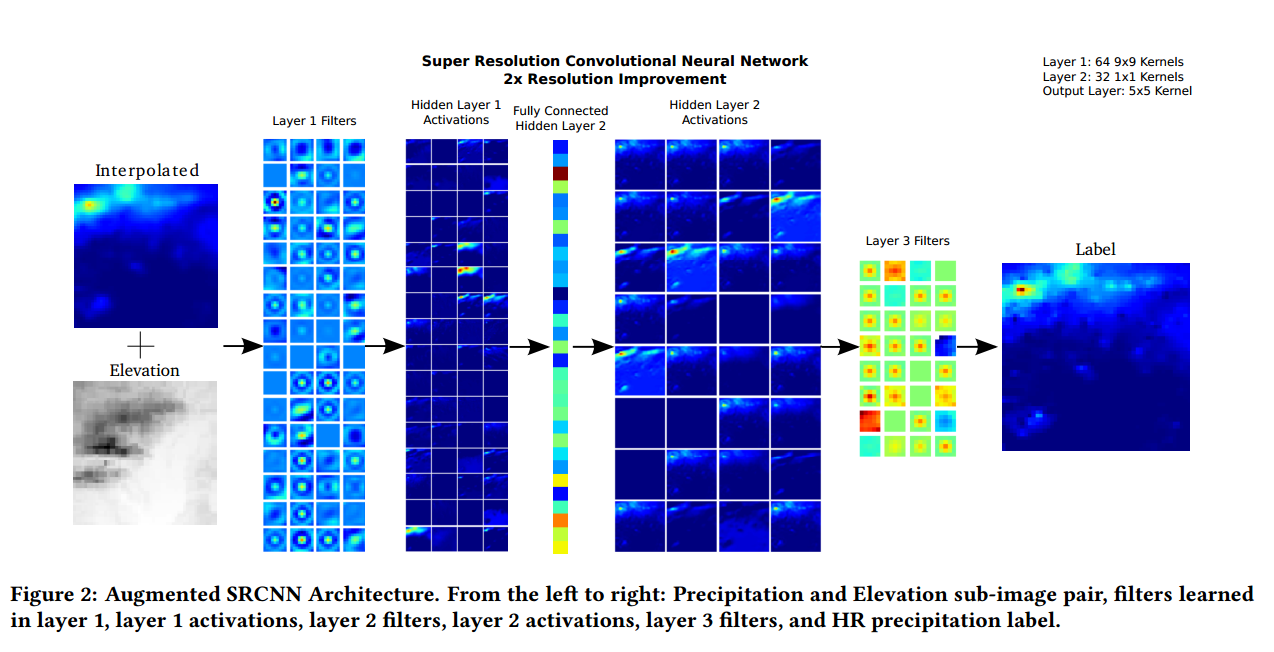 Super Resolution Convolutional Neural Network
2x Resolution Improvement
Layer 1: 64 9x9 Kernels
Layer 2: 32 1x1 Kernels
Output Layer: 5x5 Kernel
Interpolated
Elevation
Layer 1 Filters
Hidden Layer 1
Activations
Fully Connected
Hidden Layer 2
Hidden Layer 2
Activations
Layer 3 Filters
Label
Figure 2: Augmented SRCNN Architecture. From the left to right: Precipitation and Elevation sub-image pair, filters learned
in layer 1, layer 1 activations, layer 2 filters, layer 2 activations, layer 3 filters, and HR precipitation label.